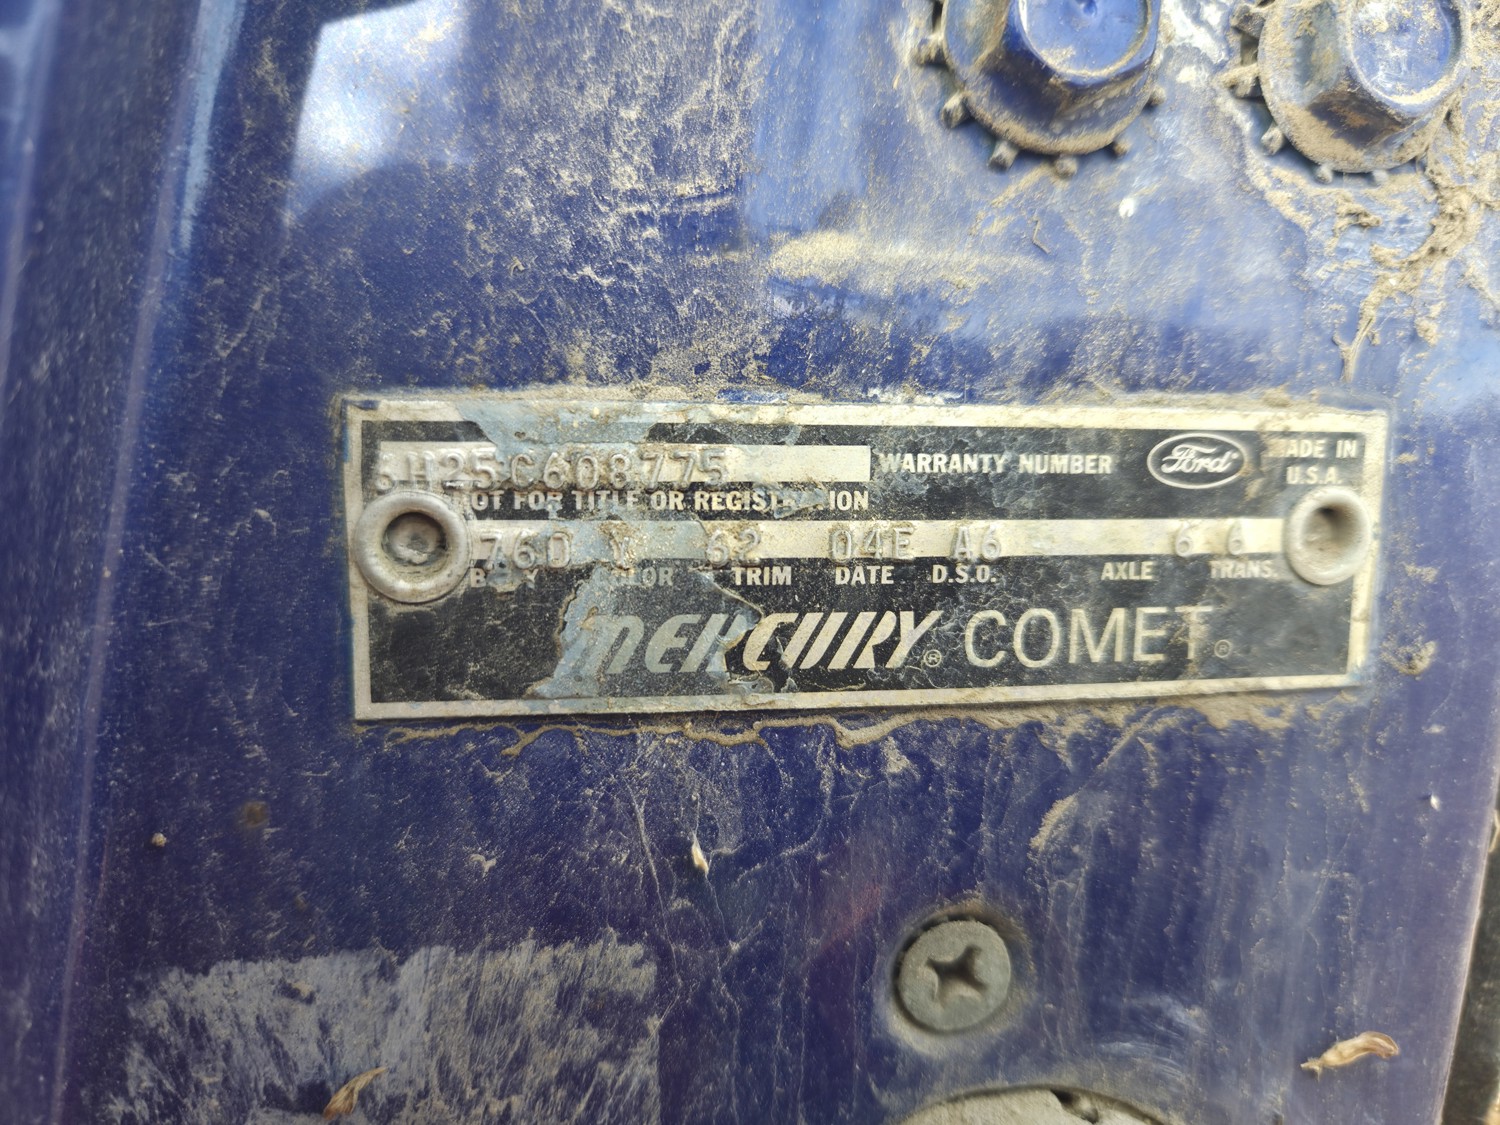 6H25C608775 WARRANTY NUMBER Ford MADE IN U.S.A.
NOT FOR TITLE OR REGISTRATION
76D V 62 04E A6 6 6
BODY COLOR TRIM DATE D.S.O. AXLE TRANS.
MERCURY® COMET®